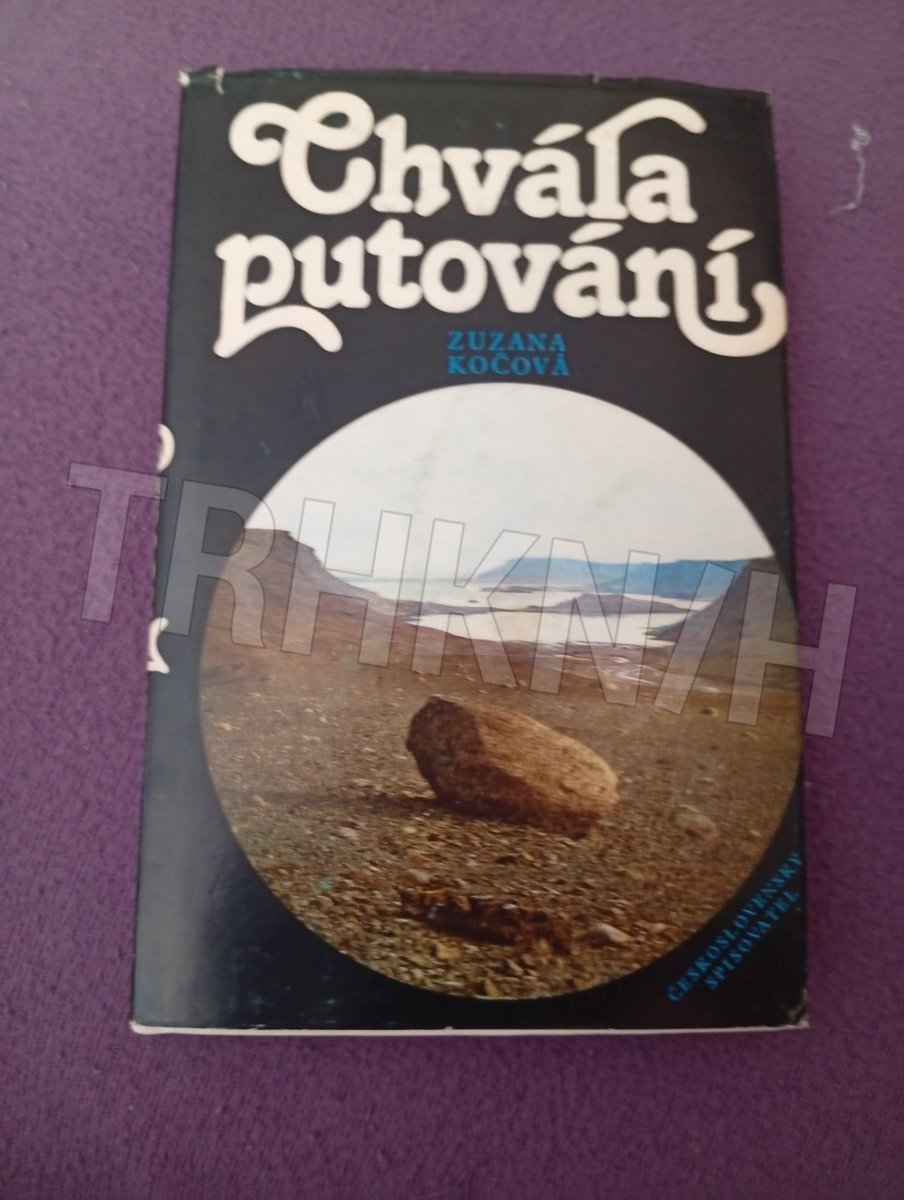 Chvála
putování
ZUZANA
KOČOVÁ
TRHKNIH
ČESKOSLOVENSKÝ
SPISOVATEL